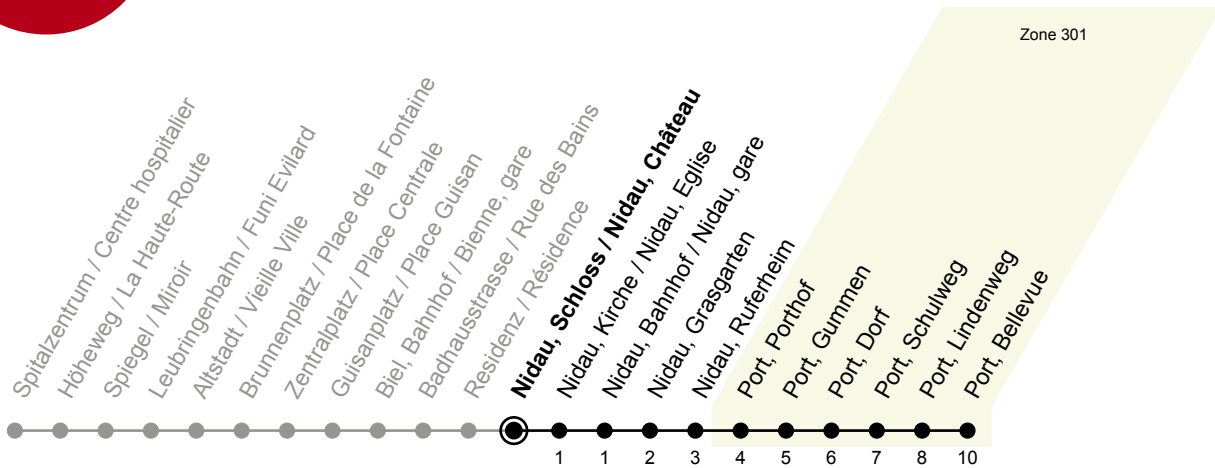 Zone 301
Spitalzentrum / Centre hospitalier
Höheweg / La Haute-Route
Spiegel / Miroir
Leubringenbahn / Funi Evilard
Altstadt / Vieille Ville
Brunnenplatz / Place de la Fontaine
Zentralplatz / Place Centrale
Guisanplatz / Place Guisan
Biel, Bahnhof / Bienne, gare
Badhausstrasse / Rue des Bains
Residenz / Résidence
Nidau, Schloss / Nidau, Château
Nidau, Kirche / Nidau, Eglise
Nidau, Bahnhof / Nidau, gare
Nidau, Grasgarten
Nidau, Ruferheim
Port, Porthof
Port, Gummen
Port, Dorf
Port, Schulweg
Port, Lindenweg
Port, Bellevue
1 1 2 3 4 5 6 7 8 10